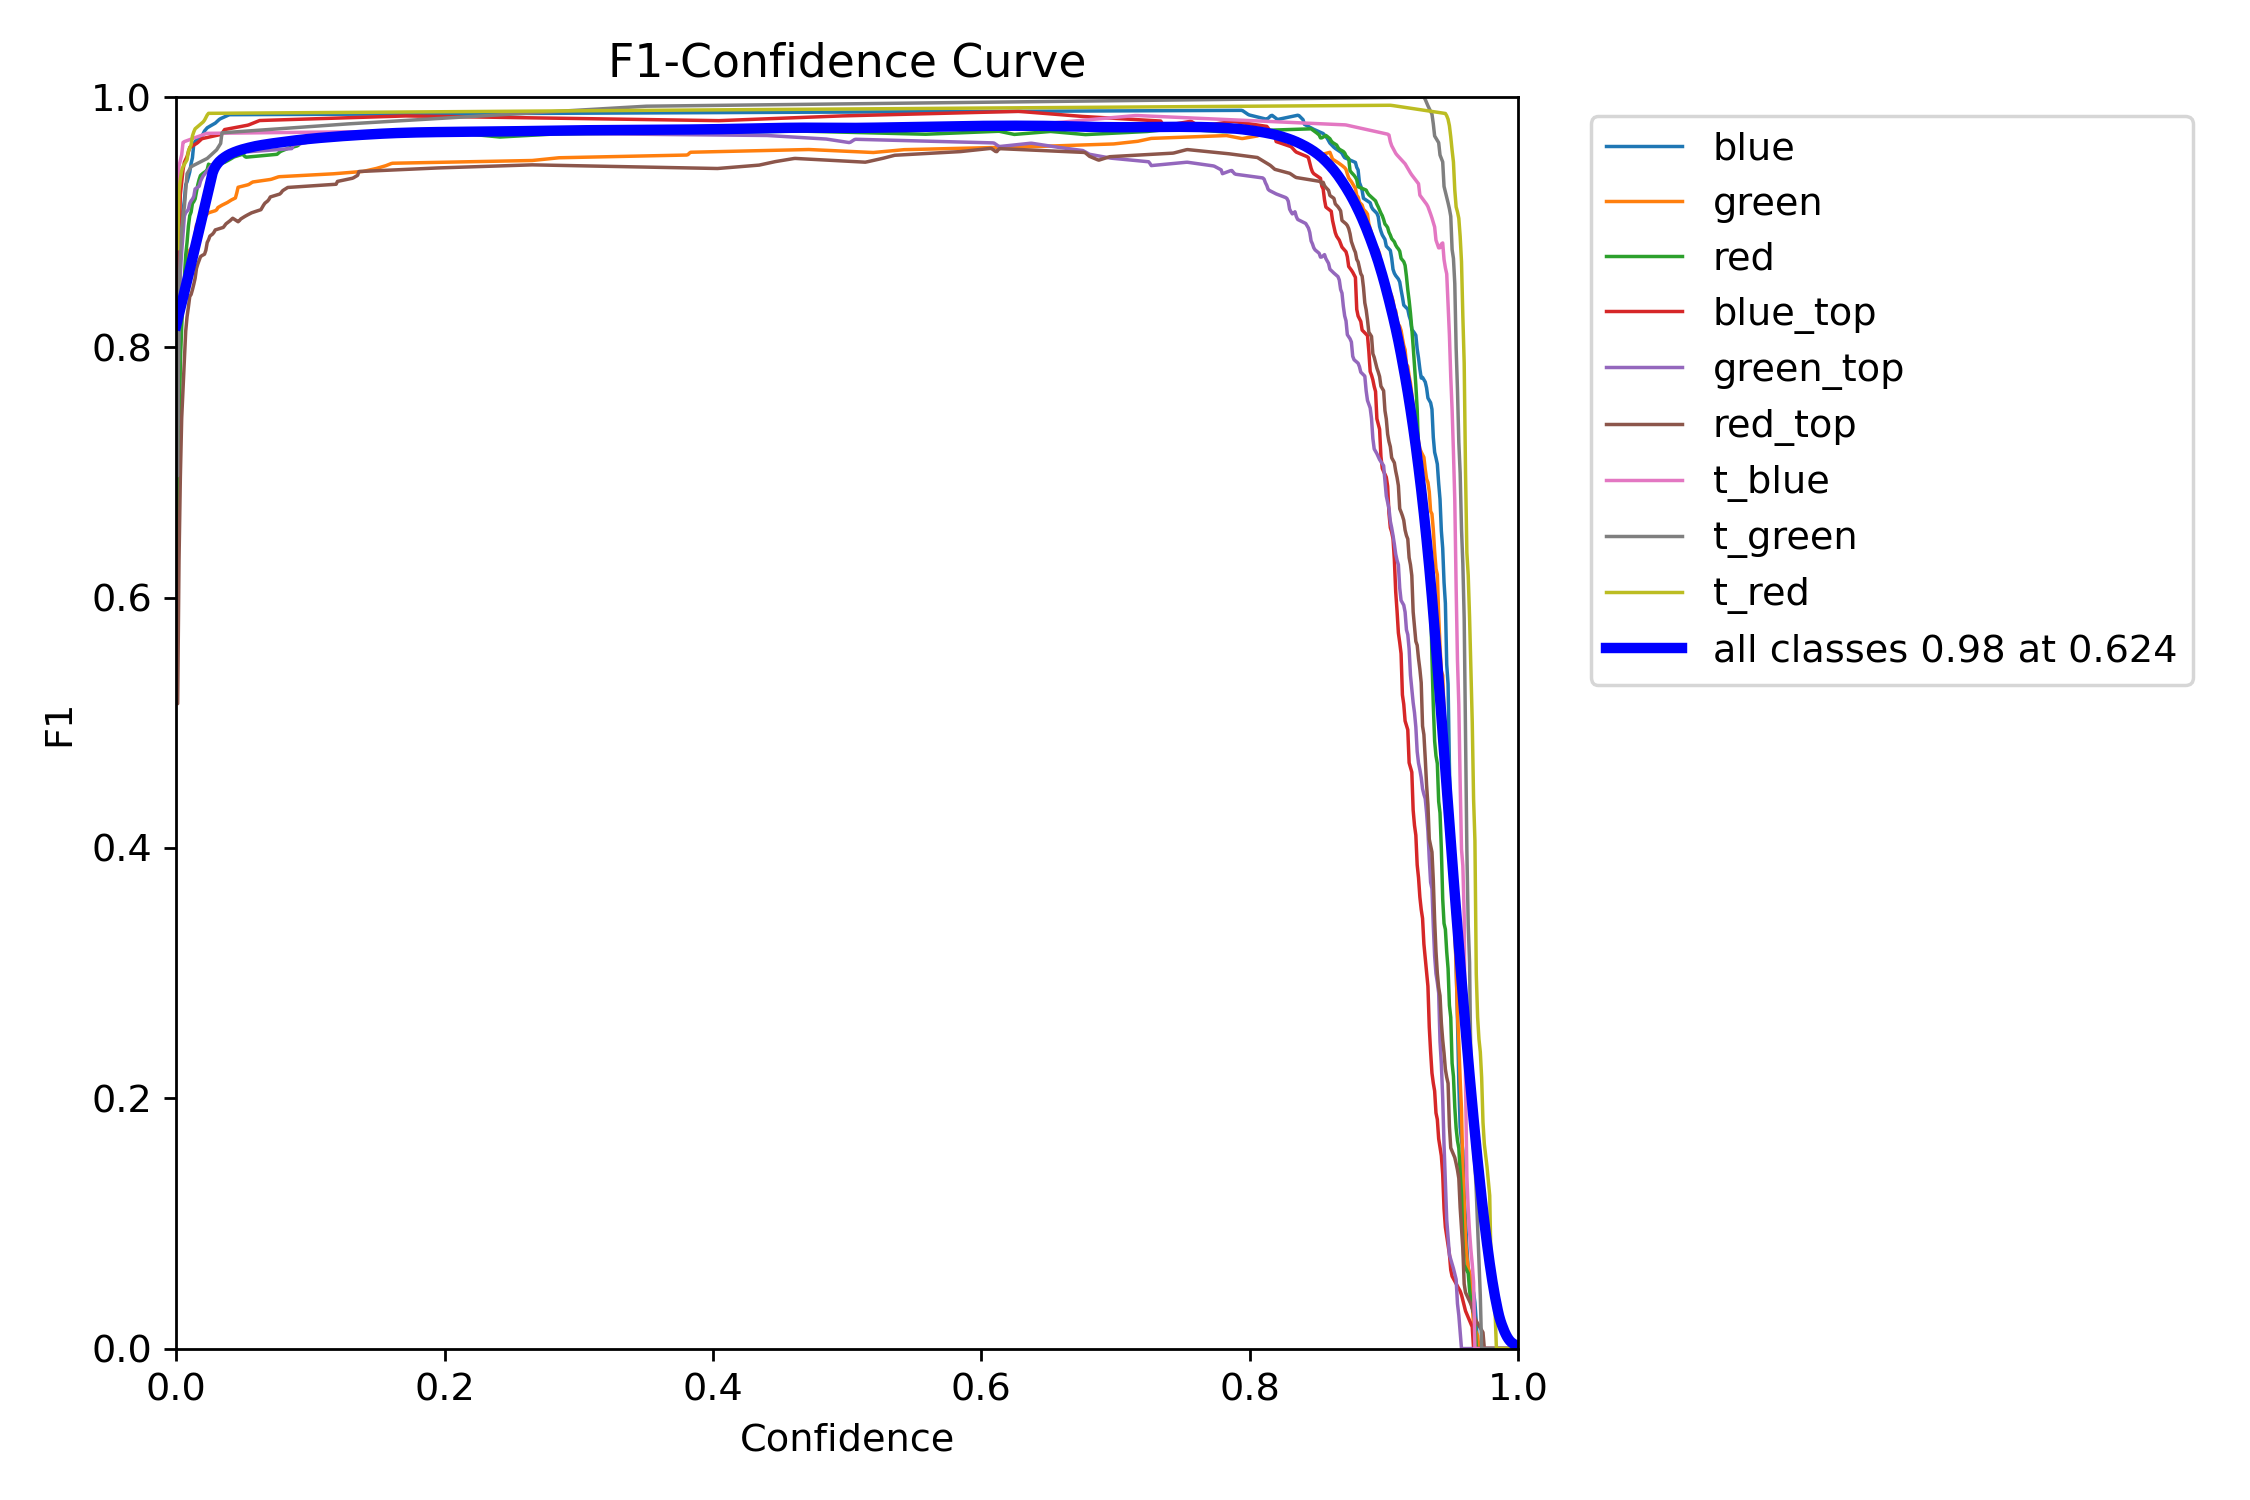 F1-Confidence Curve
1.0
0.8
0.6
0.4
0.2
0.0
F1
0.0 0.2 0.4 0.6 0.8 1.0
Confidence
blue
green
red
blue_top
green_top
red_top
t_blue
t_green
t_red
all classes 0.98 at 0.624